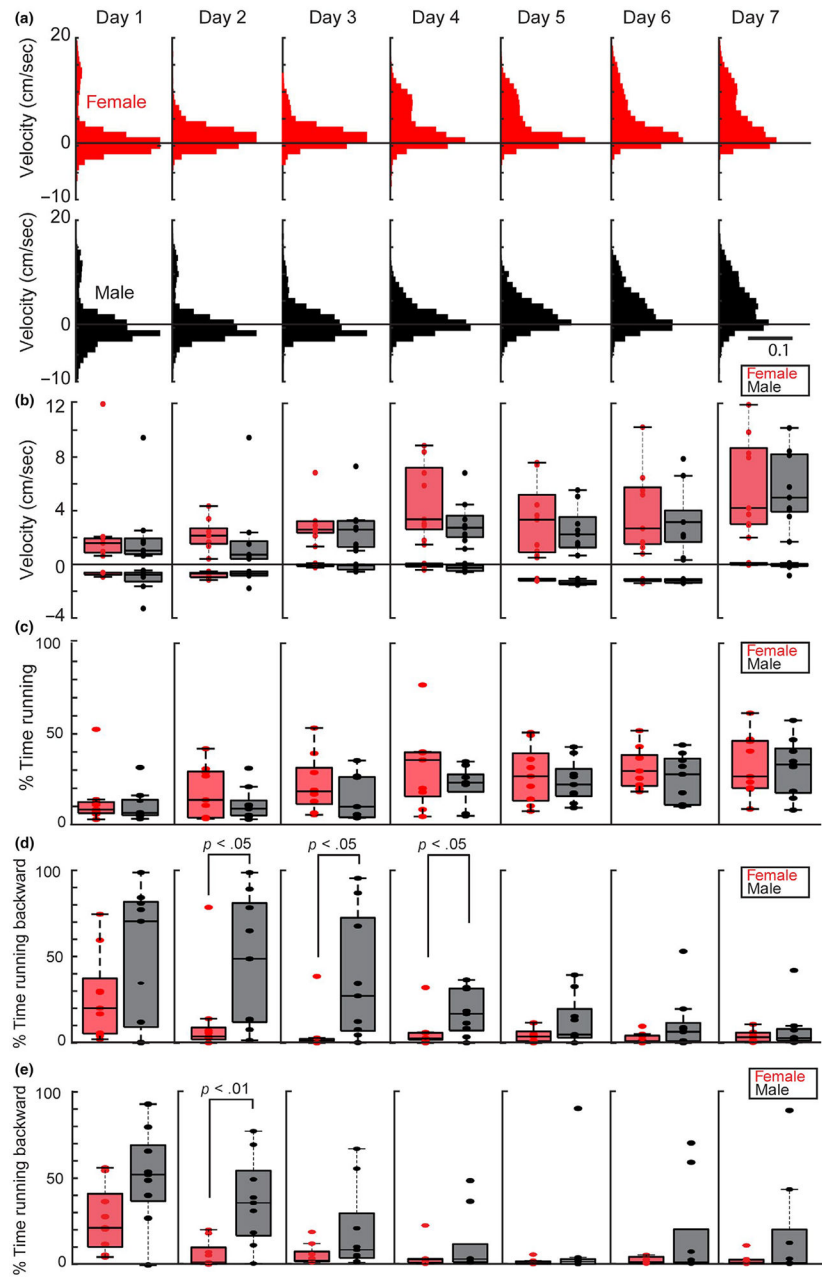 (a) Day 1 Day 2 Day 3 Day 4 Day 5 Day 6 Day 7
20
Velocity (cm/sec)
Female
0
−10
20
Velocity (cm/sec)
Male
0
−10
0.1
Female
Male
(b)
12
8
Velocity (cm/sec)
4
0
−4
(c)
100
Female
Male
% Time running
50
0
(d)
p < .05 p < .05 p < .05
100
Female
Male
% Time running backward
50
0
(e)
Female
Male
p < .01
100
% Time running backward
50
0